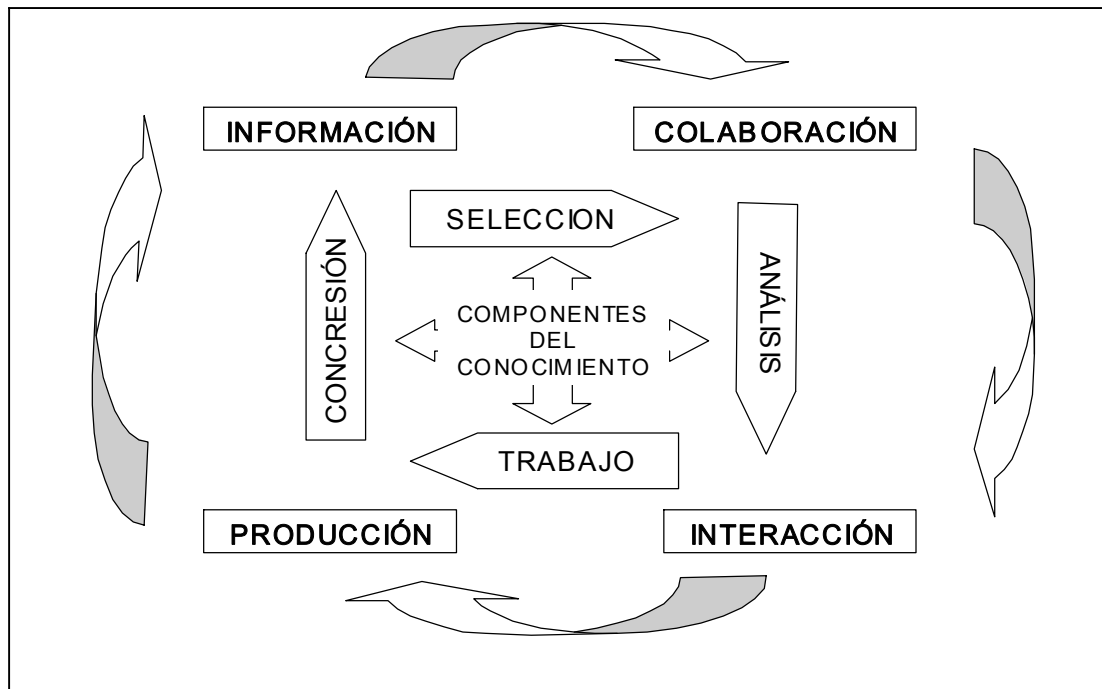 INFORMACIÓN
COLABORACIÓN
SELECCION
CONCRESIÓN
COMPONENTES
DEL
CONOCIMIENTO
ANÁLISIS
TRABAJO
PRODUCCIÓN
INTERACCIÓN